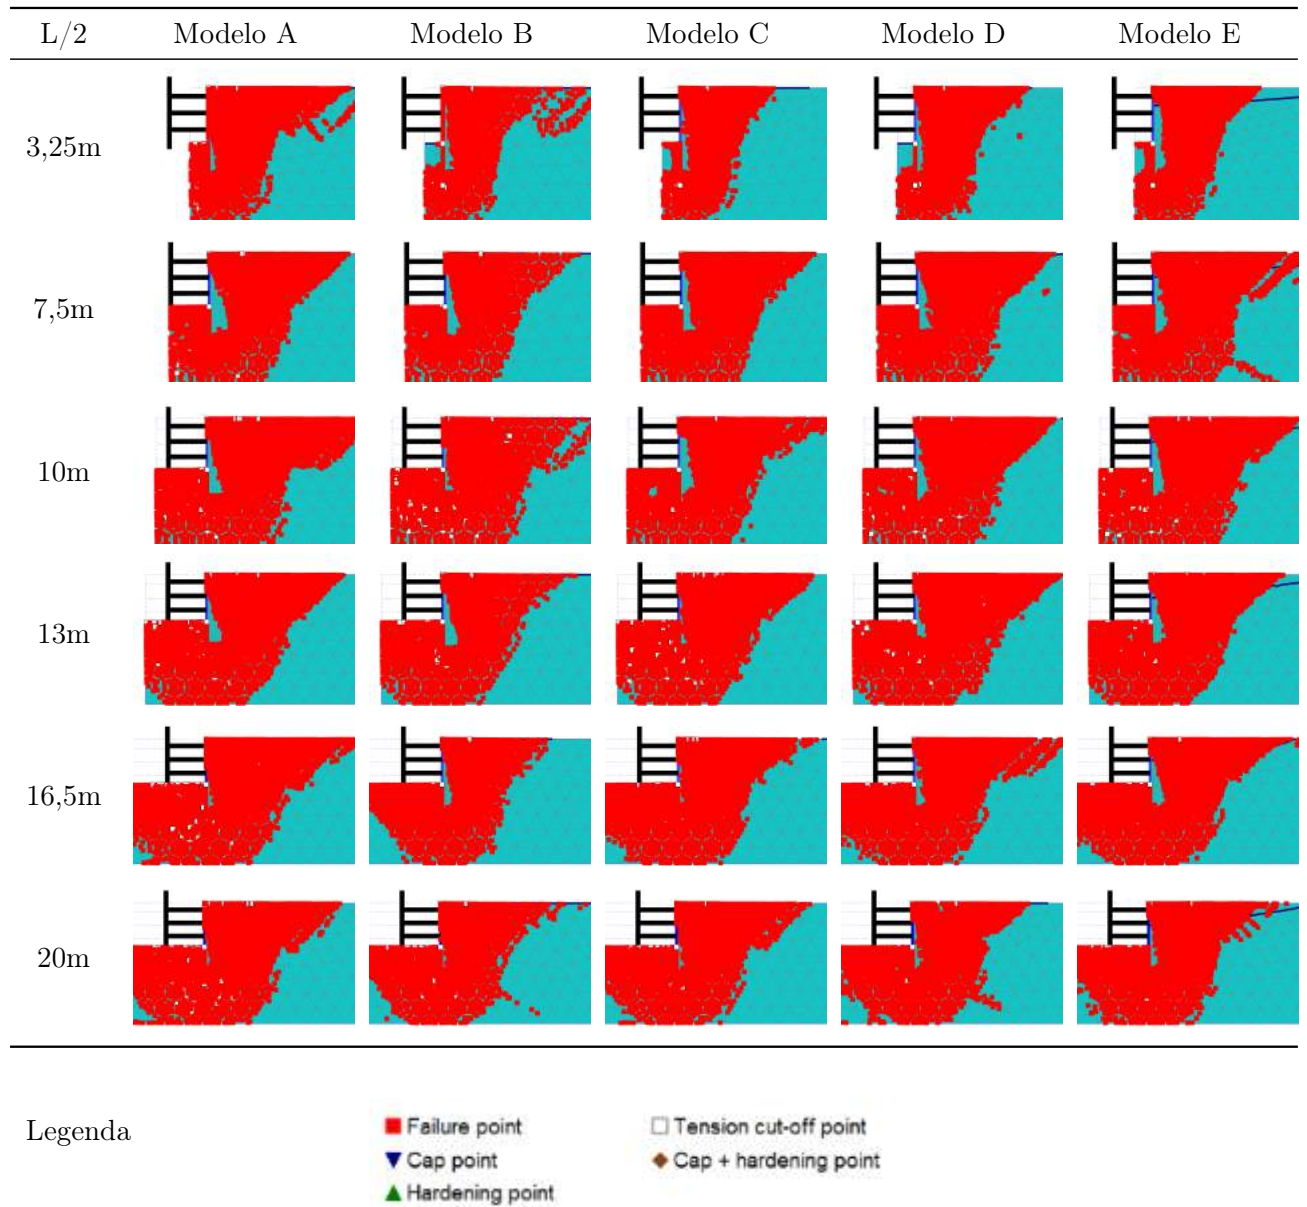 L/2 Modelo A Modelo B Modelo C Modelo D Modelo E
3,25m
7,5m
10m
13m
16,5m
20m
Legenda
Failure point Tension cut-off point
Cap point Cap + hardening point
Hardening point